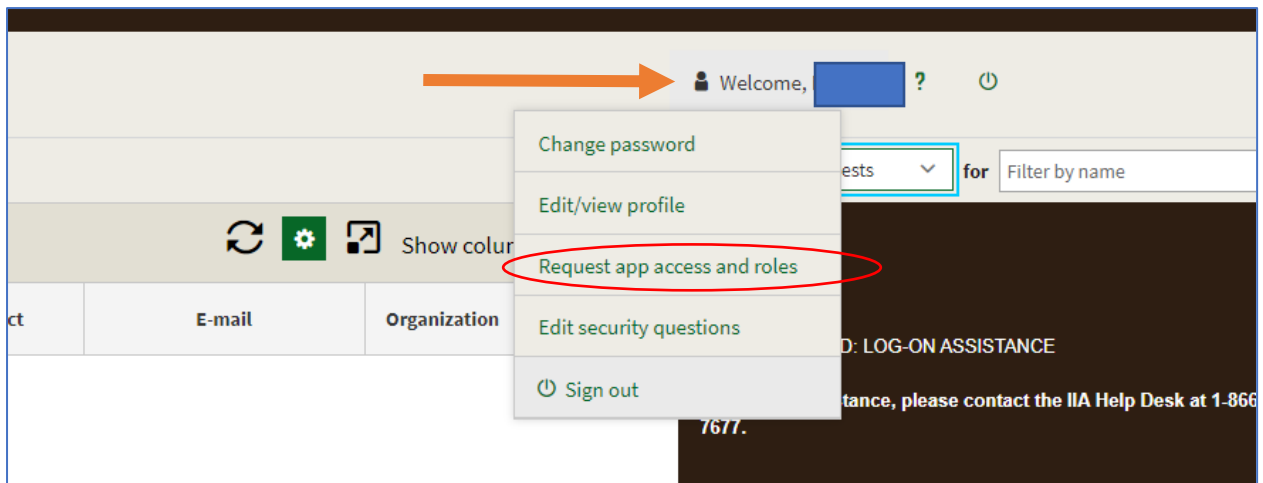 Welcome,
?
Change password
ests for Filter by name
Edit/view profile
Show colur
Request app access and roles
ct E-mail Organization
Edit security questions
D: LOG-ON ASSISTANCE
Sign out
tance, please contact the IIA Help Desk at 1-866
7677.